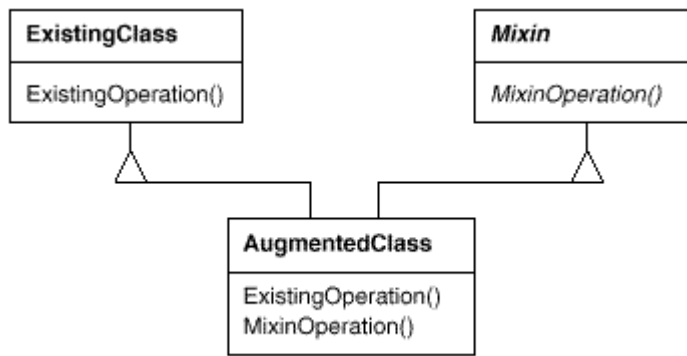 ExistingClass
ExistingOperation()
Mixin
MixinOperation()
AugmentedClass
ExistingOperation()
MixinOperation()